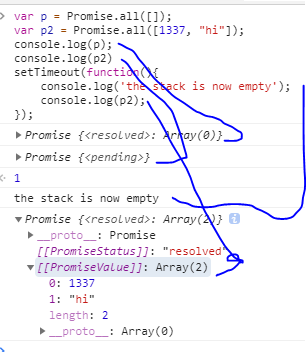 > var p = Promise.all([]);
var p2 = Promise.all([1337, "hi"]);
console.log(p);
console.log(p2)
setTimeout(function(){
console.log('the stack is now empty');
console.log(p2);
});
▶ Promise {<resolved>: Array(0)}
▶ Promise {<pending>}
1
the stack is now empty
▼ Promise {<resolved>: Array(2)} i
▶ __proto__: Promise
[[PromiseStatus]]: "resolved"
▼ [[PromiseValue]]: Array(2)
0: 1337
1: "hi"
length: 2
▶ __proto__: Array(0)